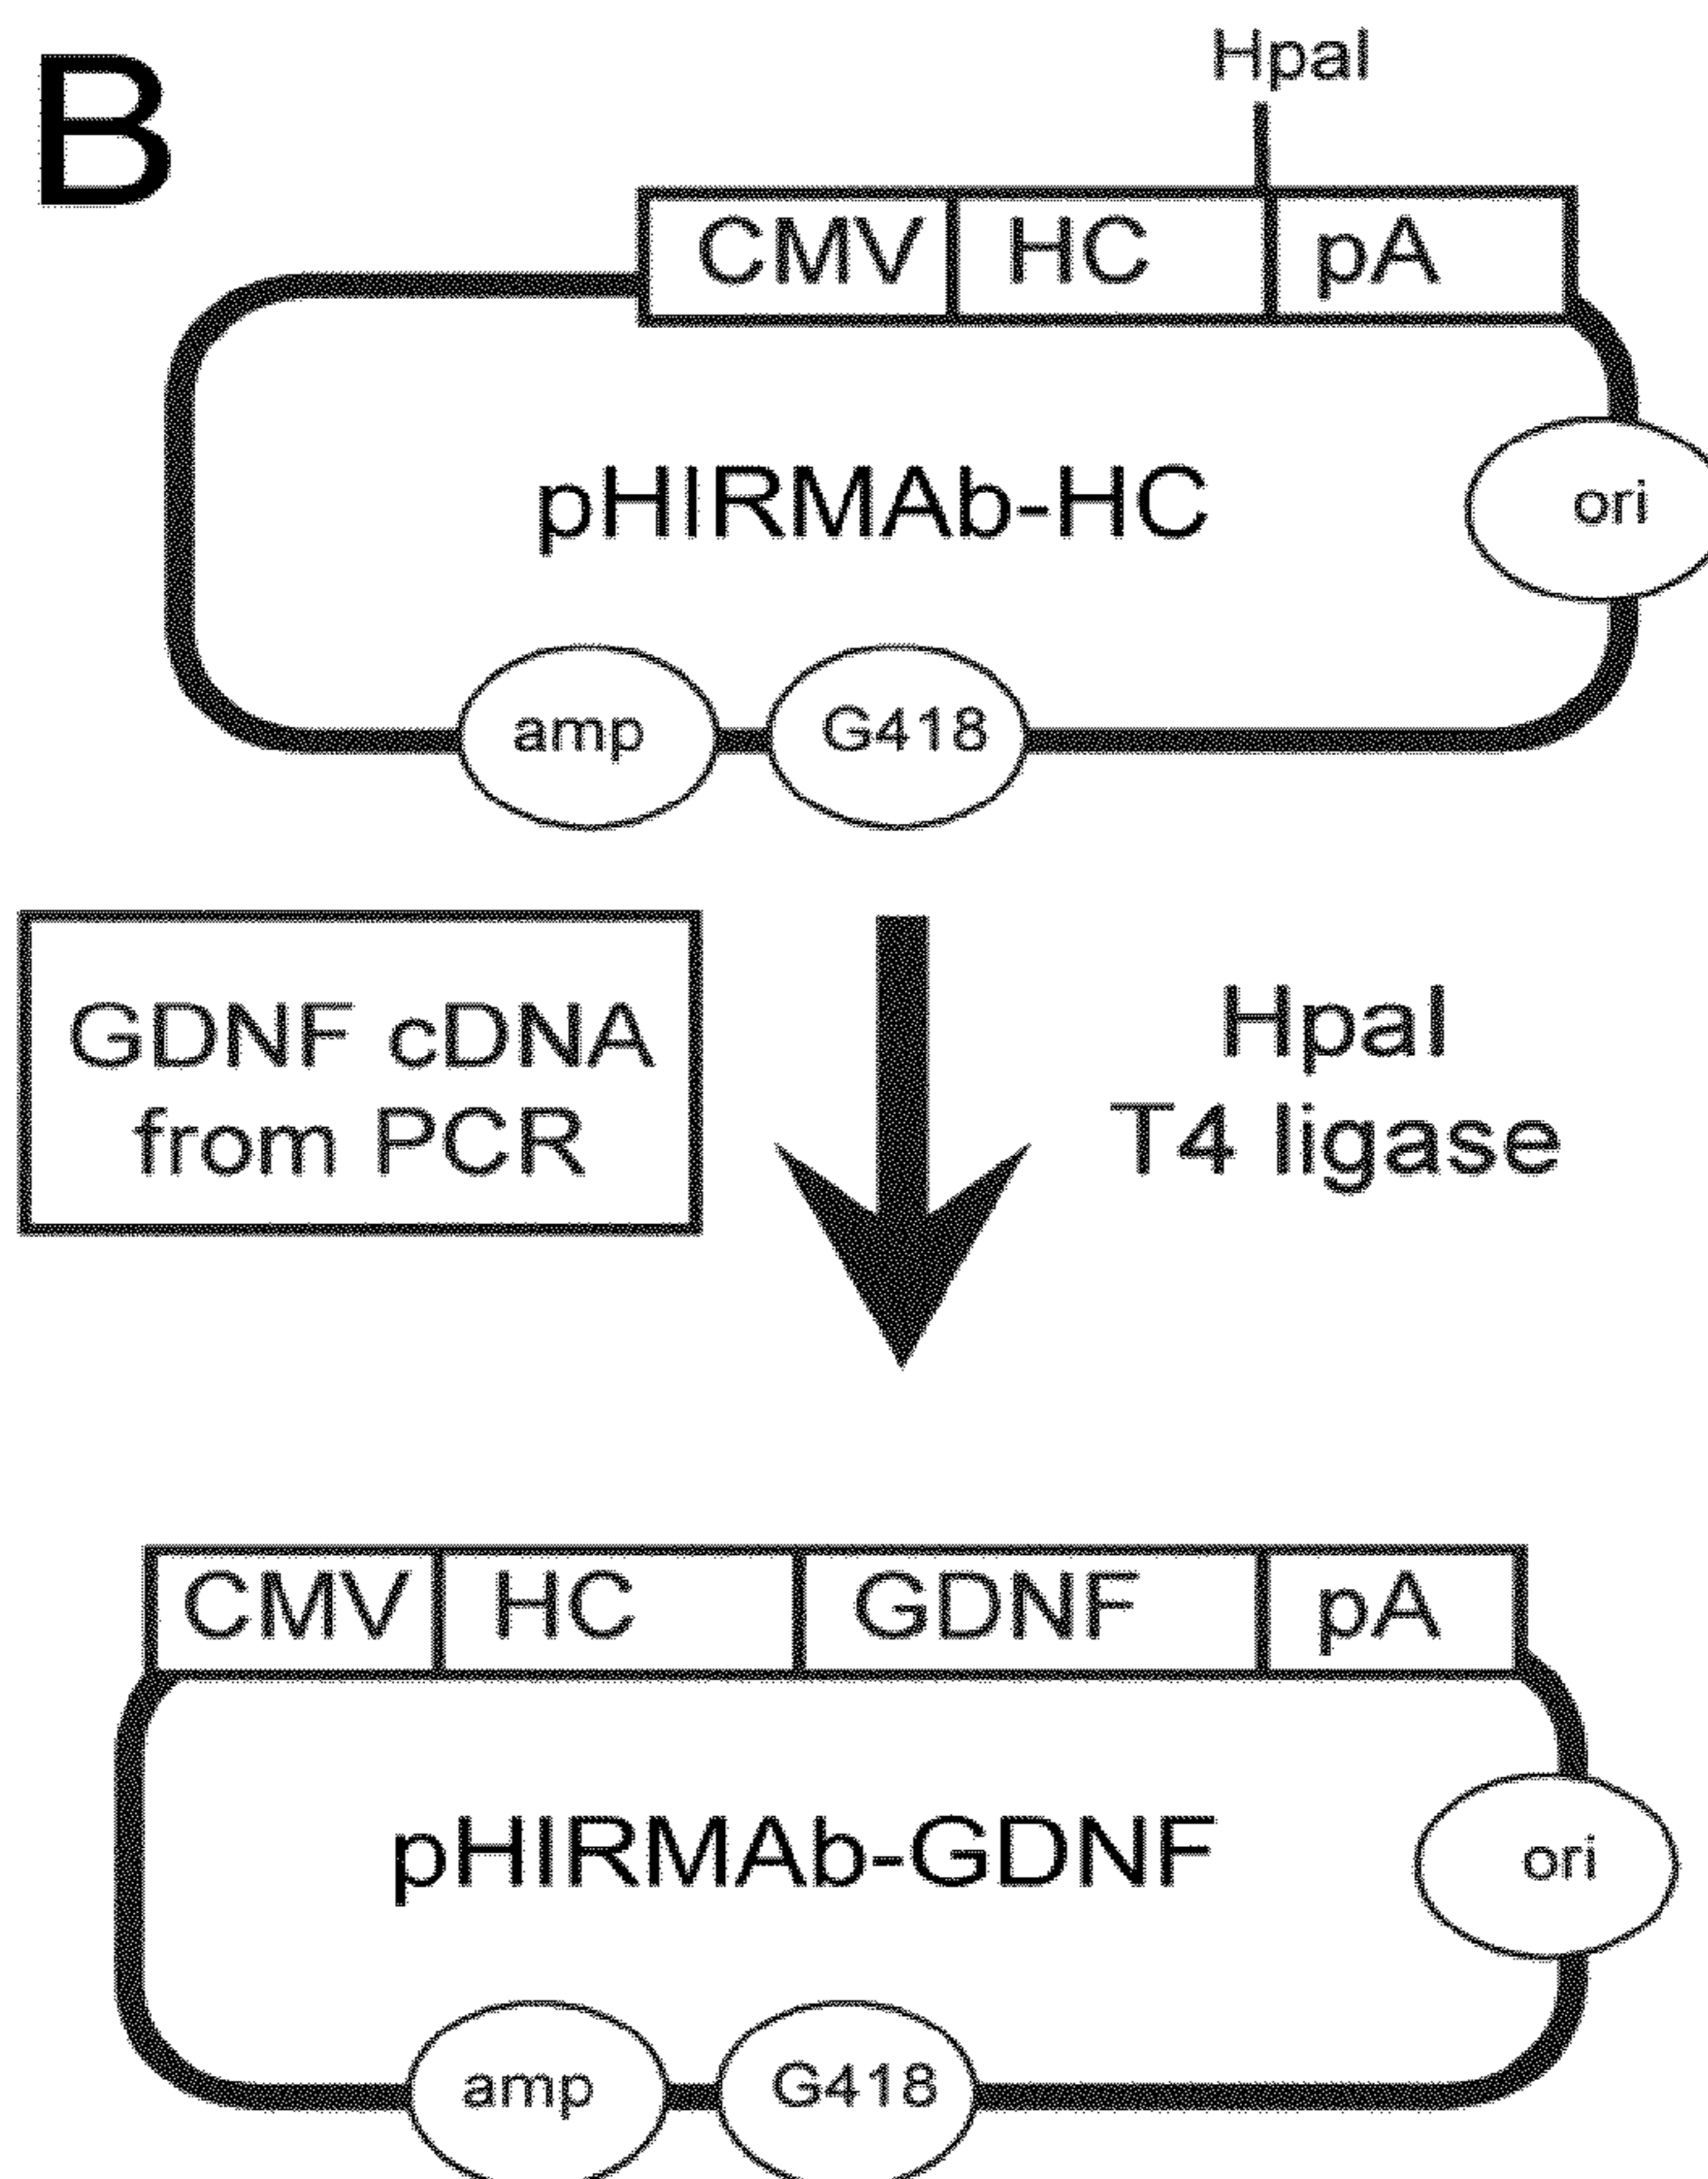 B
HpaI
CMV HC pA
pHIRMAb-HC
ori
amp G418
GDNF cDNA
from PCR
HpaI
T4 ligase
CMV HC GDNF pA
pHIRMAb-GDNF
ori
amp G418